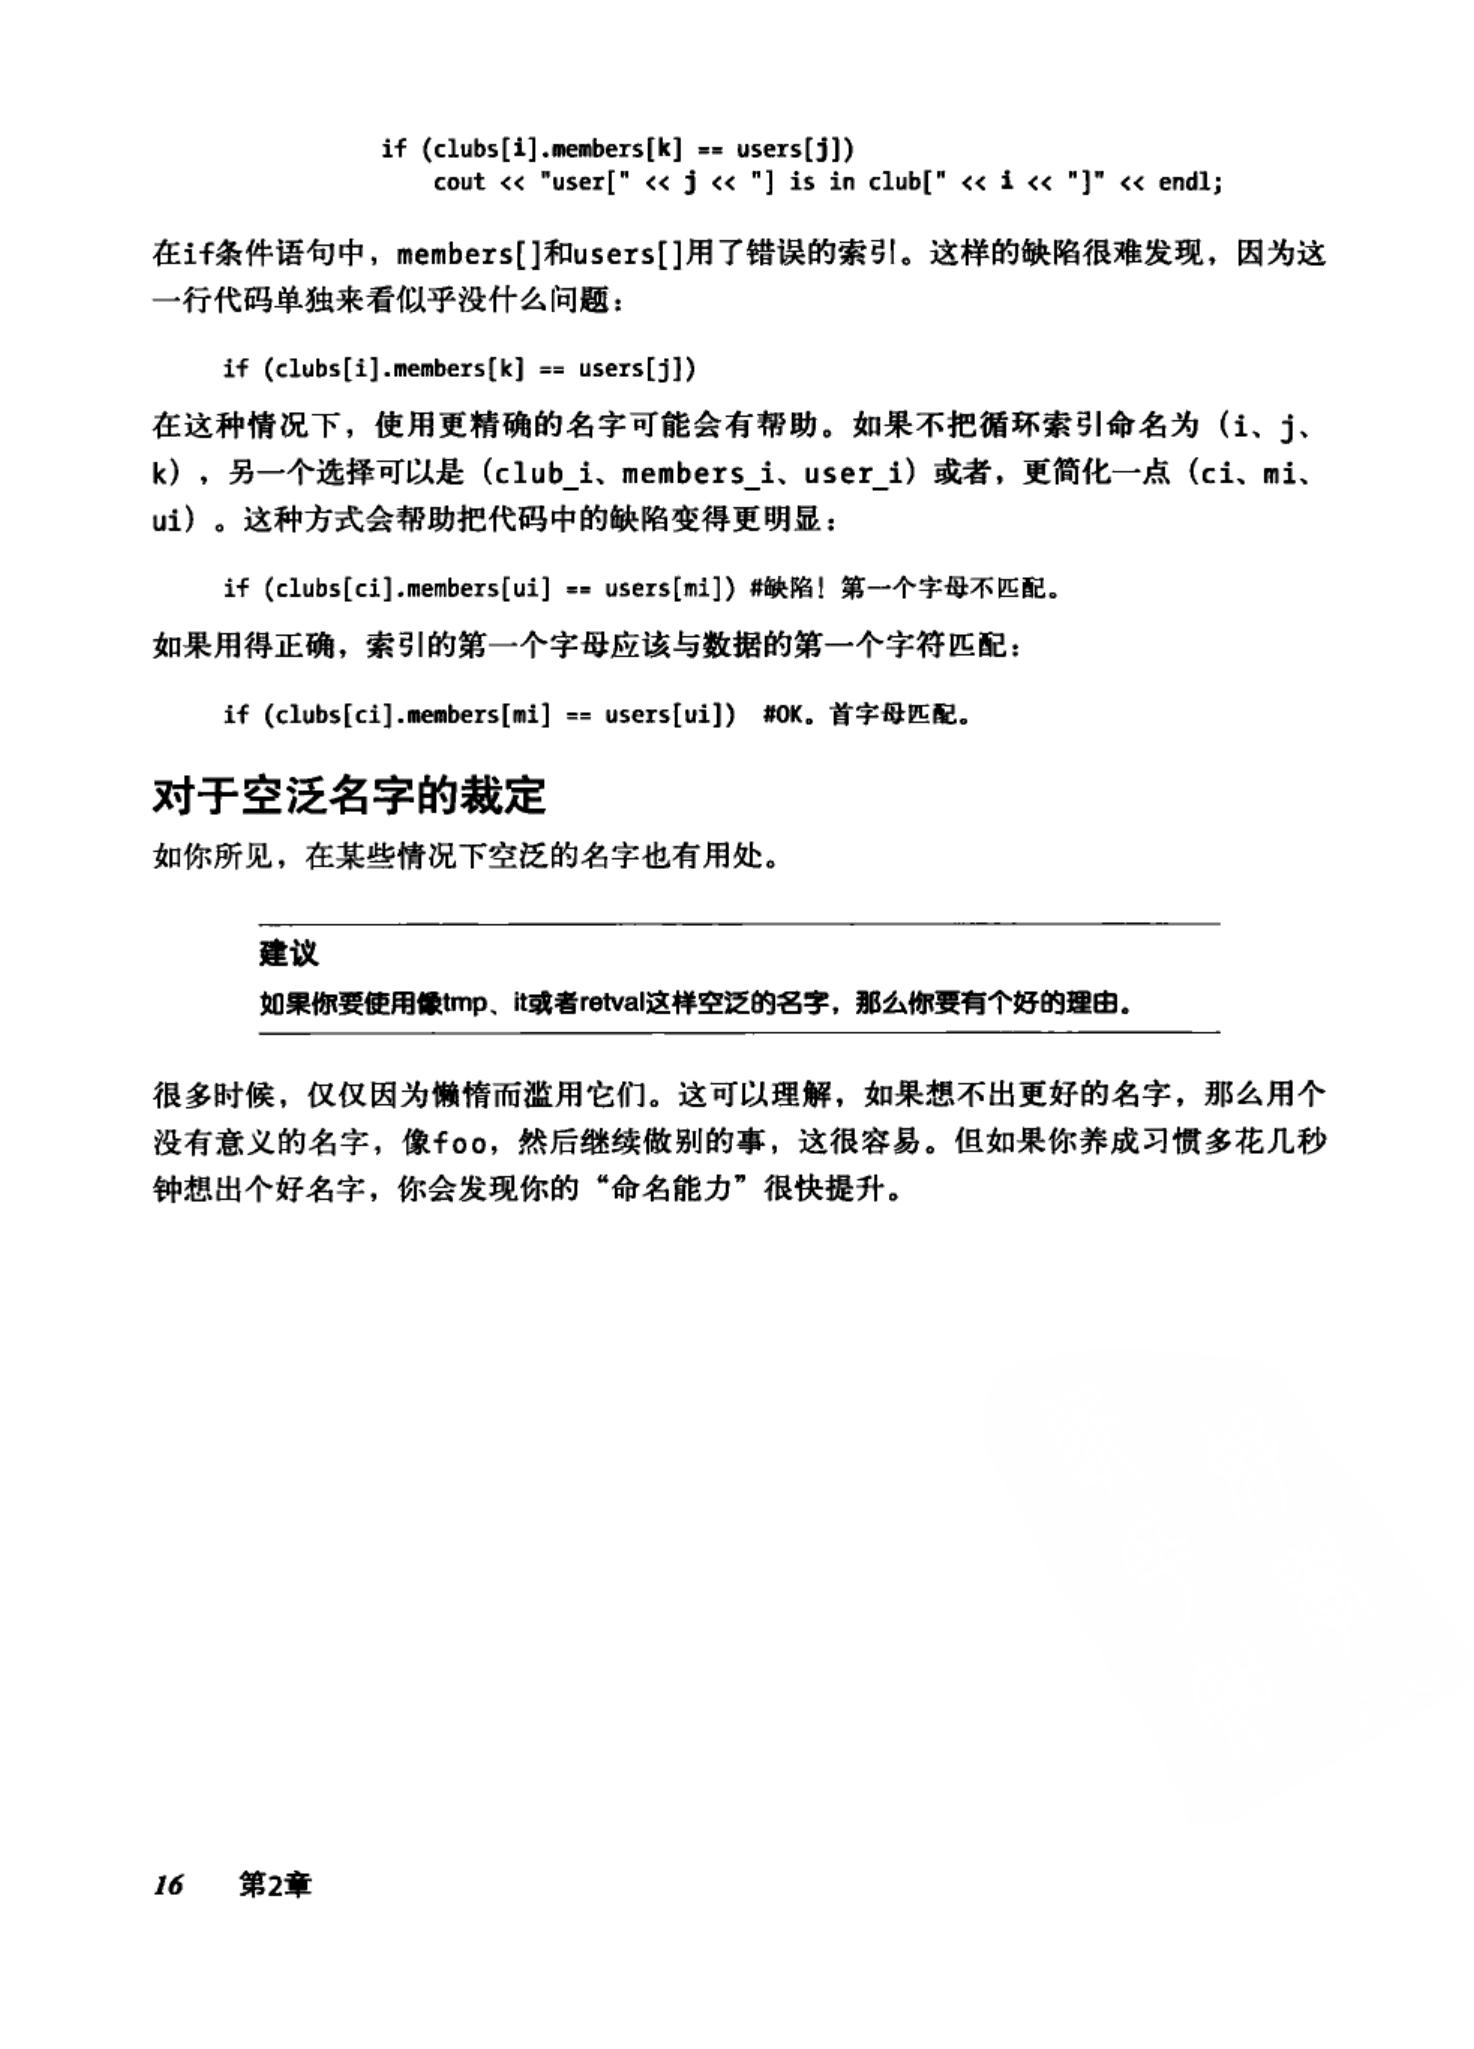 if (clubs[i].members[k] == users[j])
cout << "user[" << j << "] is in club[" << i << "]" << endl;
在if条件语句中，members[]和users[]用了错误的索引。这样的缺陷很难发现，因为这
一行代码单独来看似乎没什么问题：
if (clubs[i].members[k] == users[j])
在这种情况下，使用更精确的名字可能会有帮助。如果不把循环索引命名为（i、j、
k），另一个选择可以是（club_i、members_i、user_i）或者，更简化一点（ci、mi、
ui）。这种方式会帮助把代码中的缺陷变得更明显：
if (clubs[ci].members[ui] == users[mi]) #缺陷！第一个字母不匹配。
如果用得正确，索引的第一个字母应该与数据的第一个字符匹配：
if (clubs[ci].members[mi] == users[ui]) #OK。首字母匹配。
对于空泛名字的裁定
如你所见，在某些情况下空泛的名字也有用处。
建议
如果你要使用像tmp、it或者retval这样空泛的名字，那么你要有个好的理由。
很多时候，仅仅因为懒惰而滥用它们。这可以理解，如果想不出更好的名字，那么用个
没有意义的名字，像foo，然后继续做别的事，这很容易。但如果你养成习惯多花几秒
钟想出个好名字，你会发现你的“命名能力”很快提升。
16 第2章